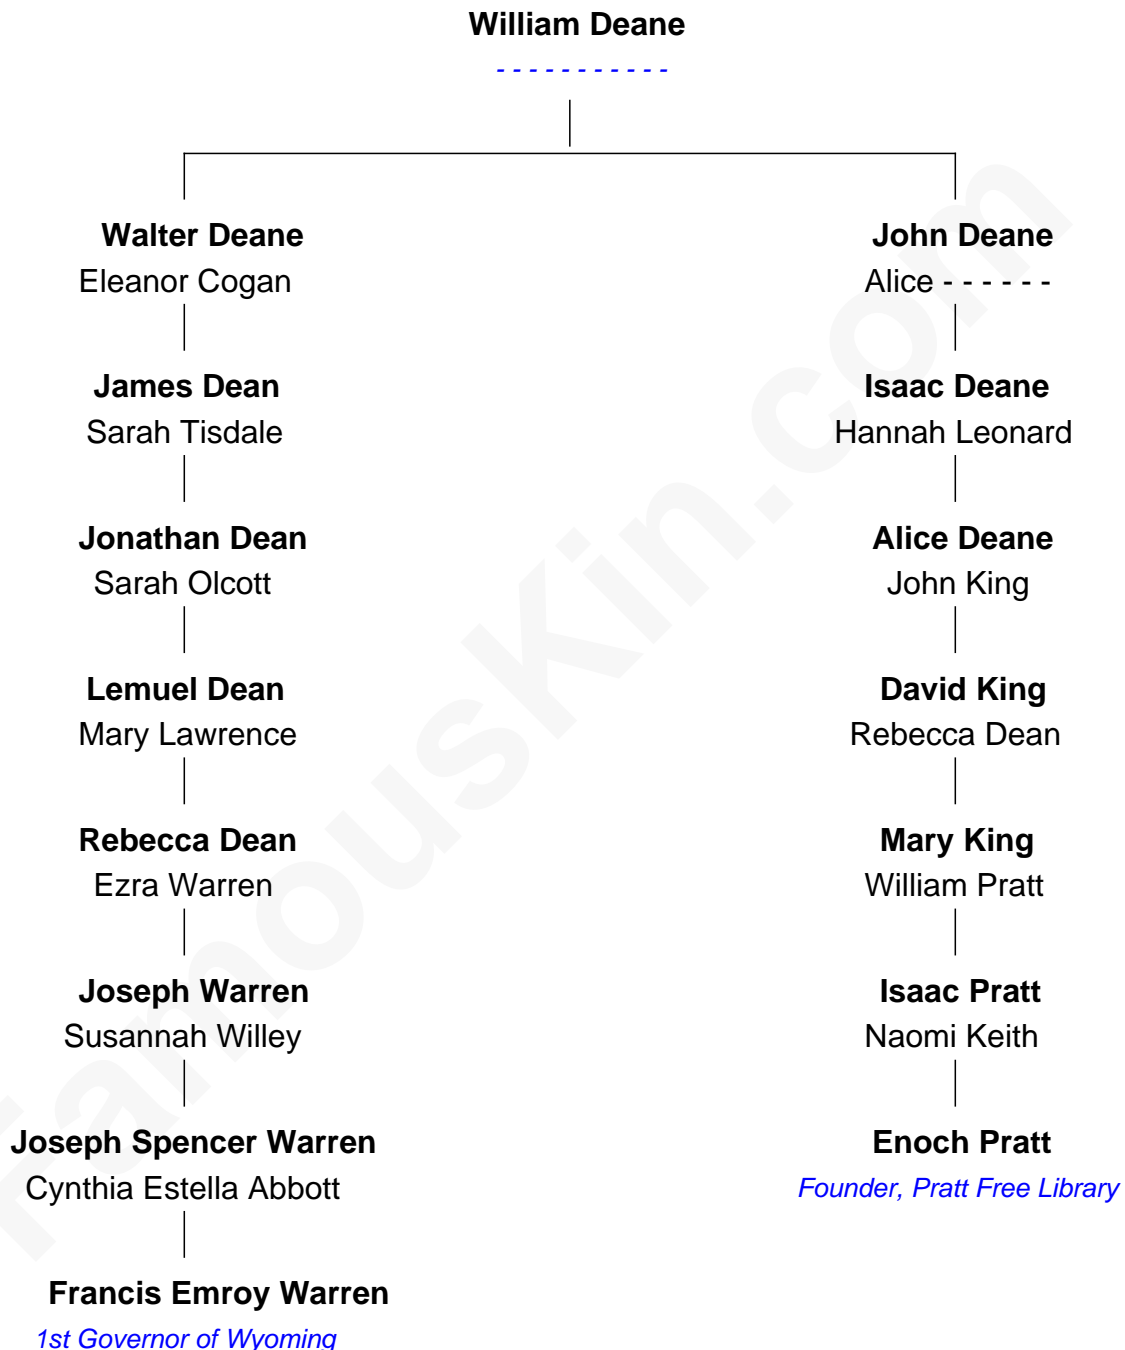 William Deane
- - - - - - - - - - -
Walter Deane
Eleanor Cogan
James Dean
Sarah Tisdale
Jonathan Dean
Sarah Olcott
Lemuel Dean
Mary Lawrence
Rebecca Dean
Ezra Warren
Joseph Warren
Susannah Willey
Joseph Spencer Warren
Cynthia Estella Abbott
Francis Emroy Warren
1st Governor of Wyoming
John Deane
Alice - - - - - -
Isaac Deane
Hannah Leonard
Alice Deane
John King
David King
Rebecca Dean
Mary King
William Pratt
Isaac Pratt
Naomi Keith
Enoch Pratt
Founder, Pratt Free Library
FamousKin.com